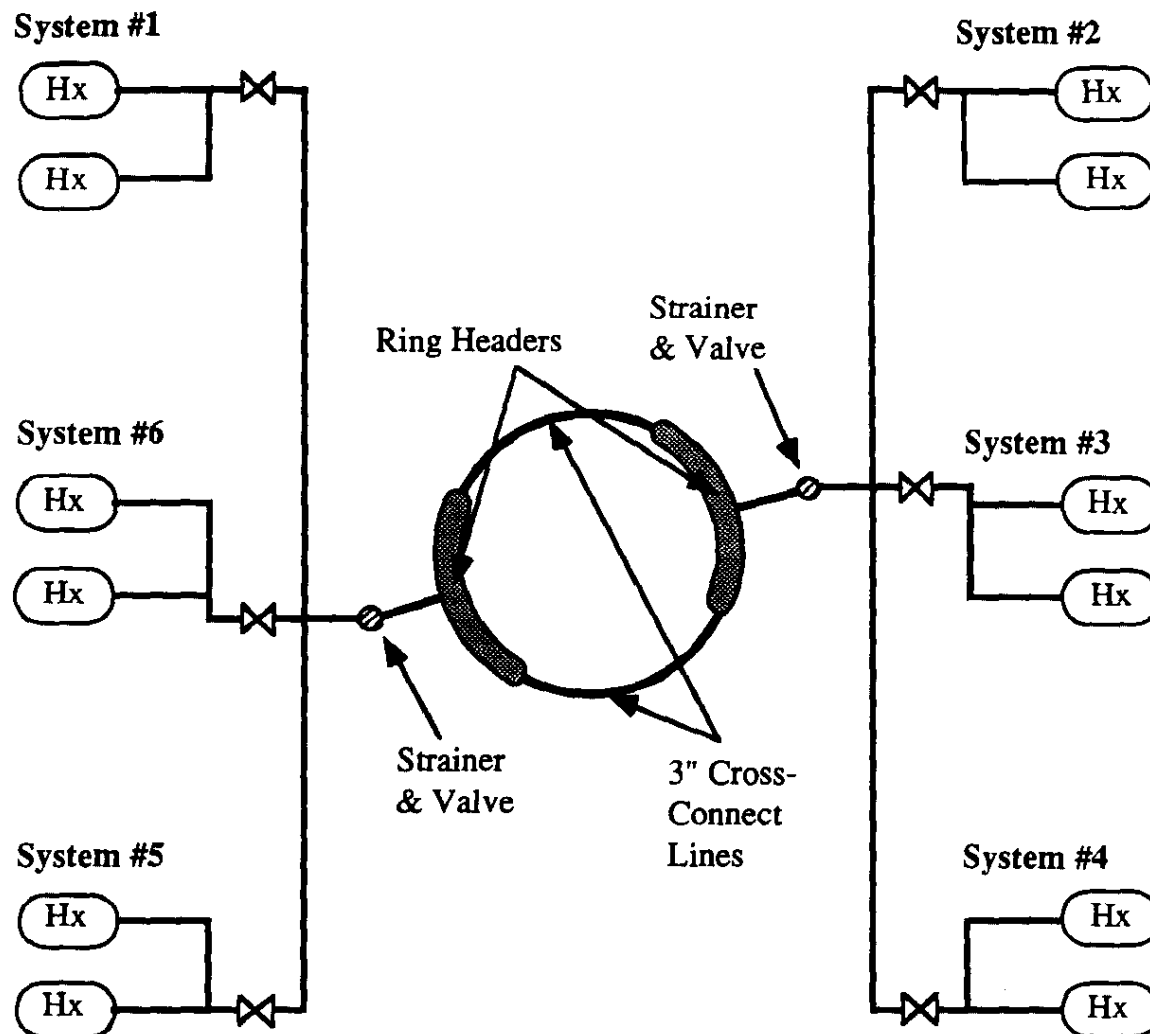 System #1
Hx
Hx
System #2
Hx
Hx
Ring Headers
Strainer
& Valve
System #6
Hx
Hx
System #3
Hx
Hx
Strainer
& Valve
3" Cross-
Connect
Lines
System #5
Hx
Hx
System #4
Hx
Hx